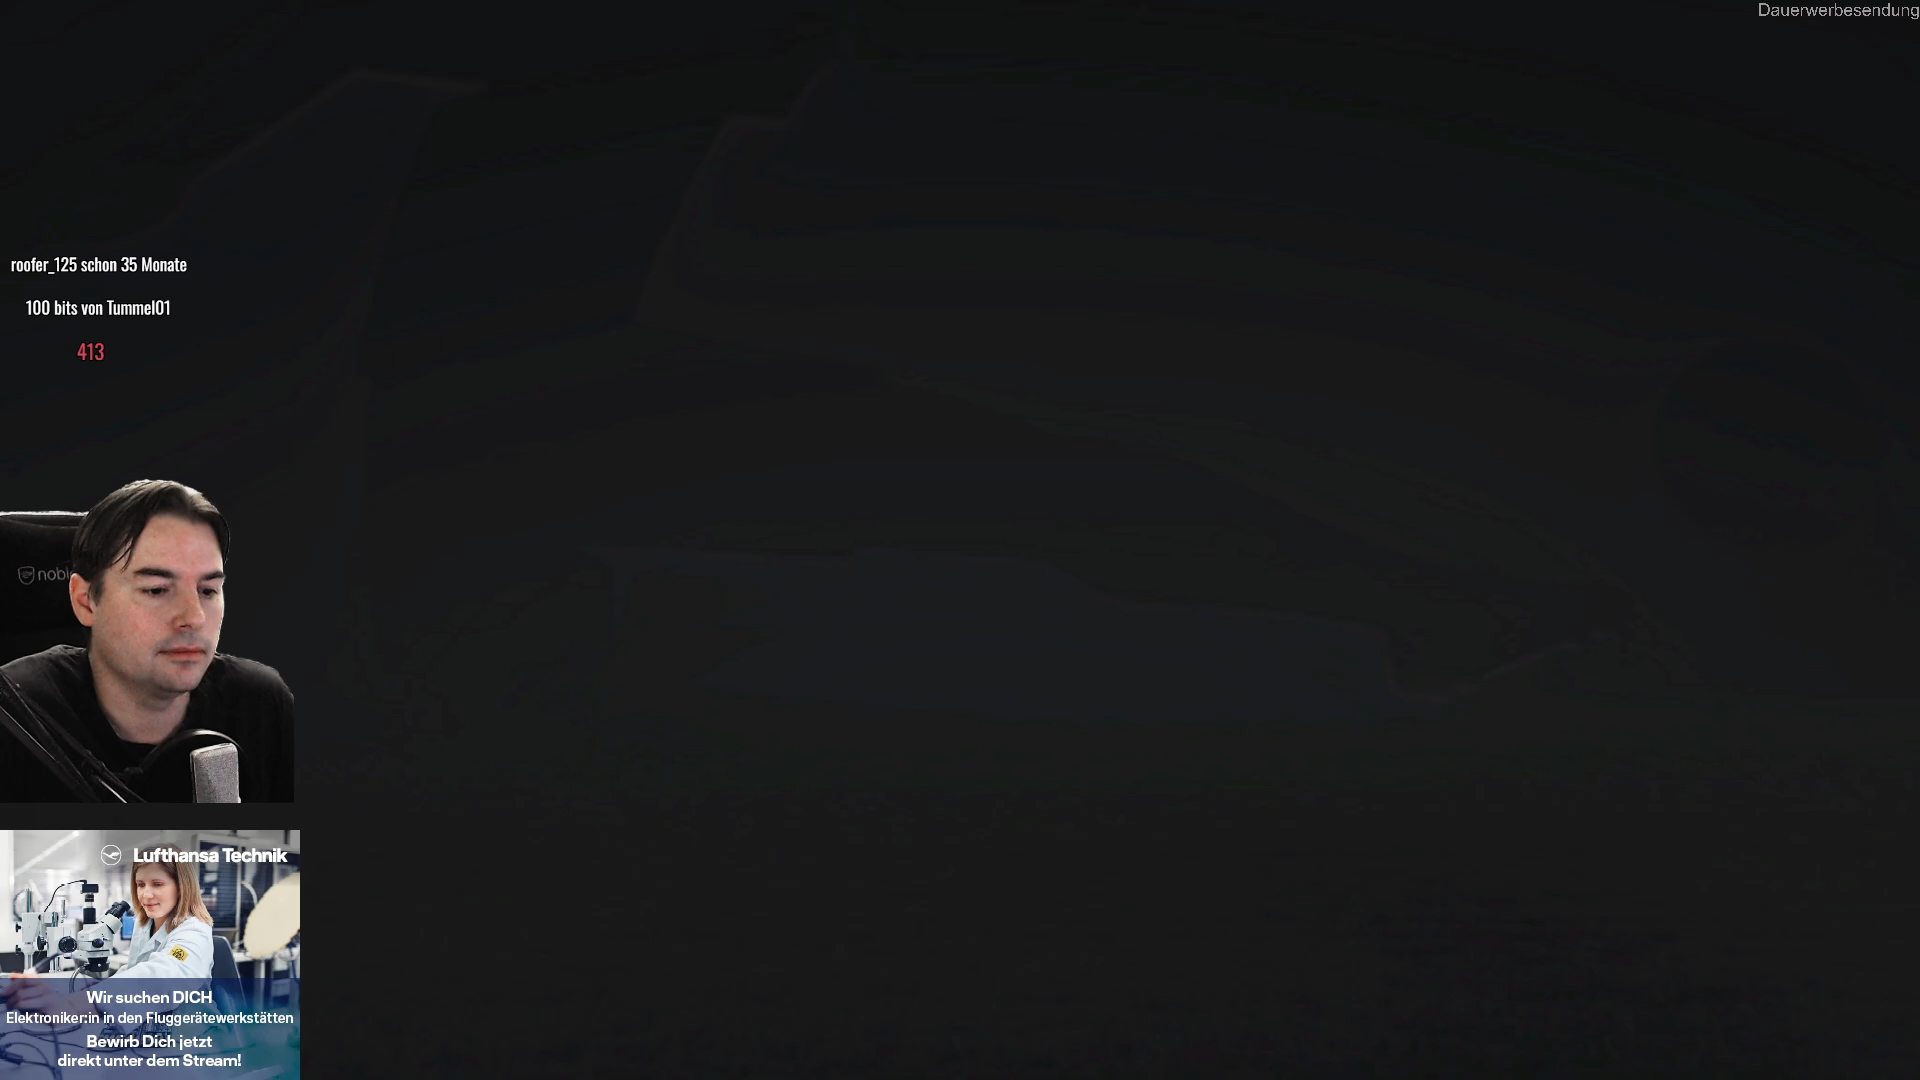 Dauerwerbesendung
roofer_125 schon 35 Monate
100 bits von Tummel01
413
Lufthansa Technik
Wir suchen DICH
Elektroniker:in in den Fluggerätewerkstätten
Bewirb Dich jetzt
direkt unter dem Stream!